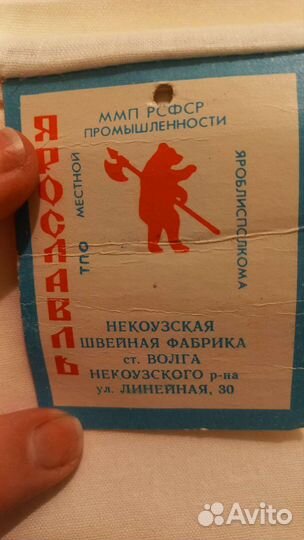 ММП РСФСР
ПРОМЫШЛЕННОСТИ
ЯРОСЛАВЛЬ
ТПО МЕСТНОЙ
ЯРОБЛИСПОЛКОМА
НЕКОУЗСКАЯ
ШВЕЙНАЯ ФАБРИКА
ст. ВОЛГА
НЕКОУЗСКОГО р-на
ул. ЛИНЕЙНАЯ, 30
Avito